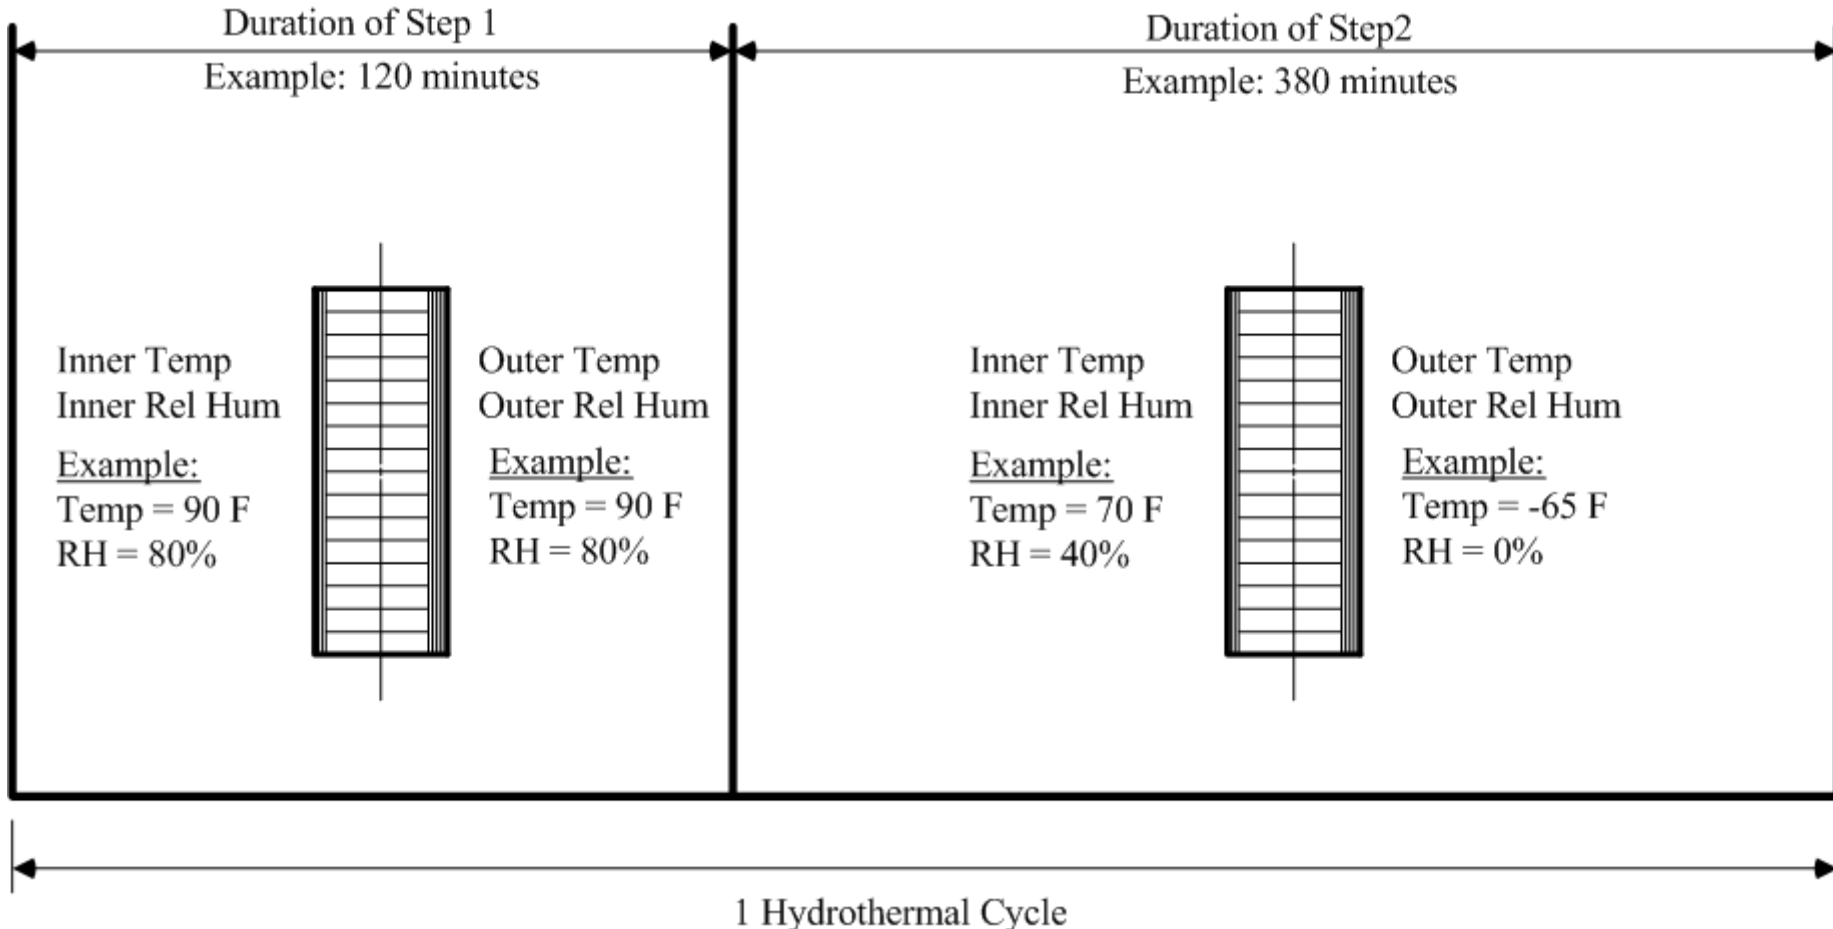 Duration of Step 1
Example: 120 minutes
Duration of Step2
Example: 380 minutes
Inner Temp
Inner Rel Hum
Example:
Temp = 90 F
RH = 80%
Outer Temp
Outer Rel Hum
Example:
Temp = 90 F
RH = 80%
Inner Temp
Inner Rel Hum
Example:
Temp = 70 F
RH = 40%
Outer Temp
Outer Rel Hum
Example:
Temp = -65 F
RH = 0%
1 Hydrothermal Cycle